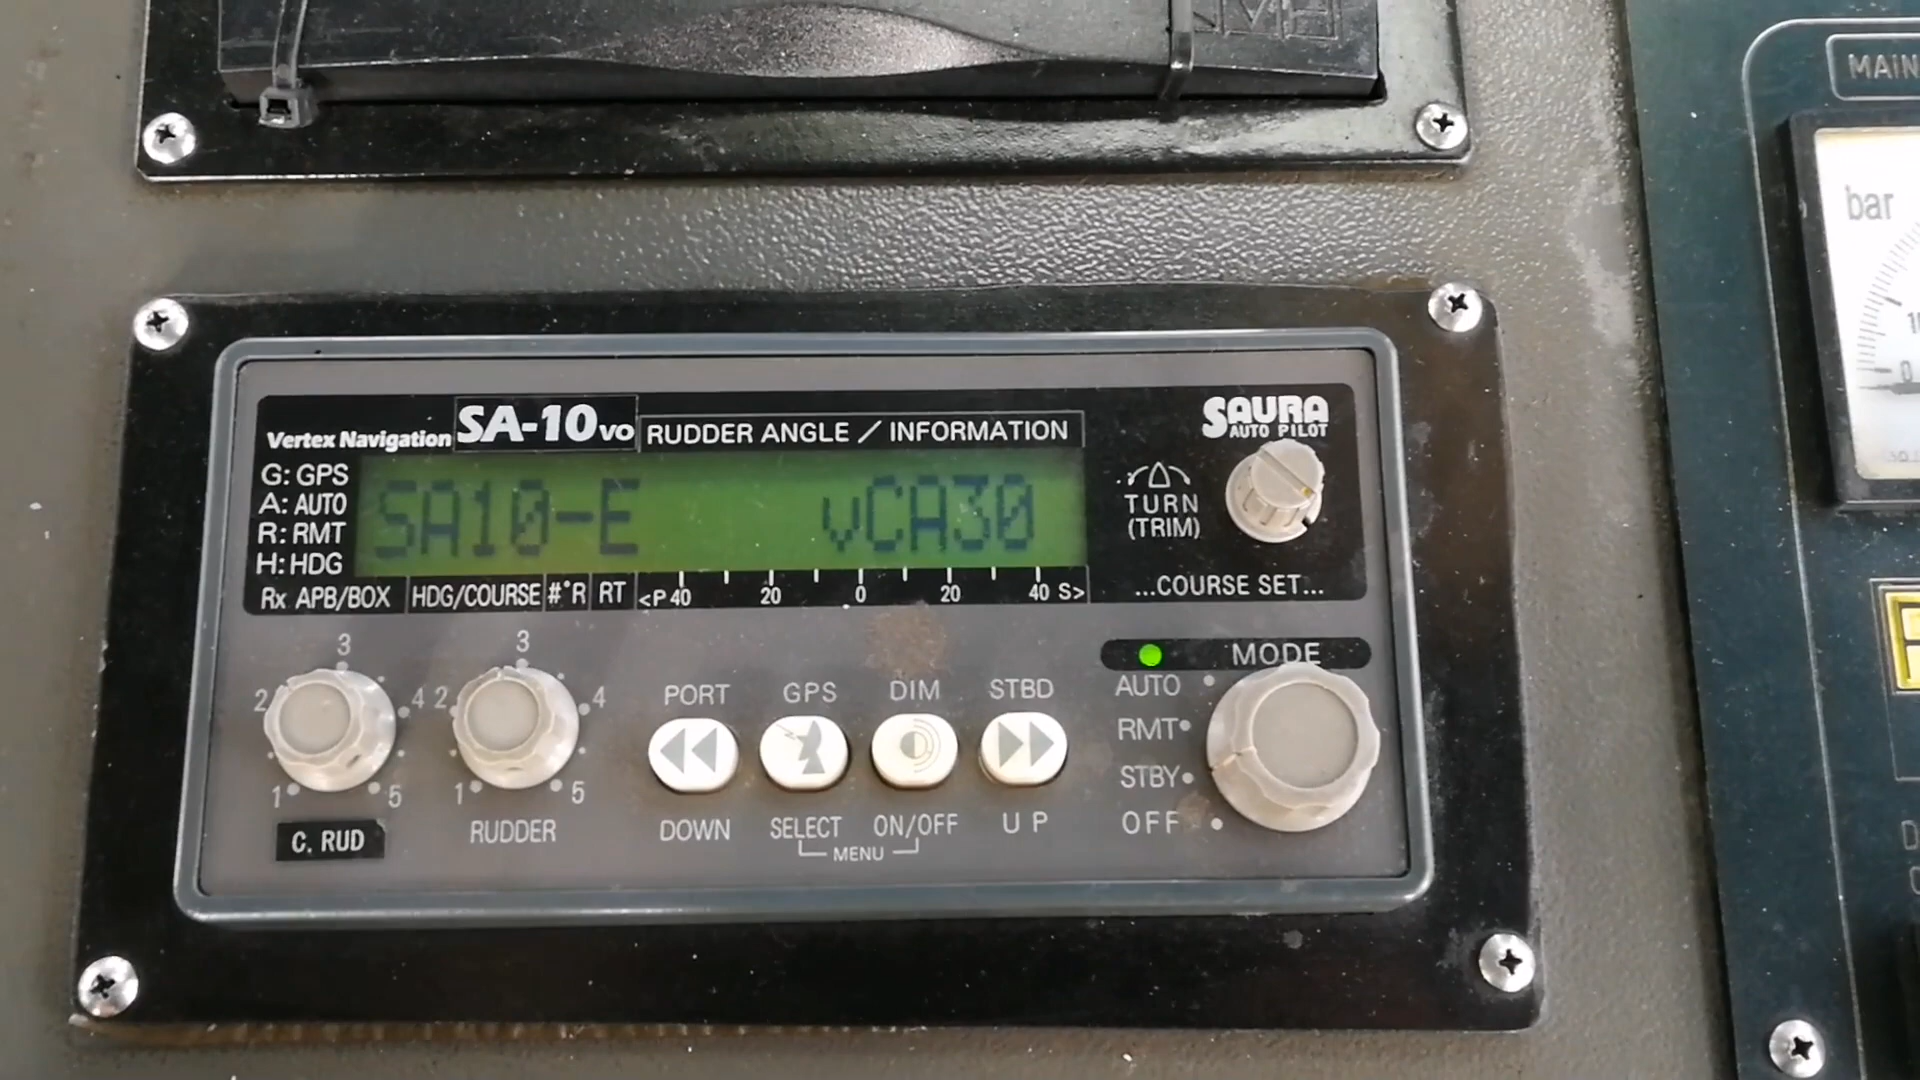 MAIN
bar
0
Vertex Navigation SA-10 VO RUDDER ANGLE / INFORMATION
SAURA
AUTO PILOT
G: GPS
A: AUTO
R: RMT
H: HDG
SA10-E vCA30
TURN
(TRIM)
Rx APB/BOX HDG/COURSE #°R RT <P 40 20 0 20 40 S>
...COURSE SET...
1 2 3 4 5
C. RUD
1 2 3 4 5
RUDDER
PORT GPS DIM STBD
DOWN SELECT ON/OFF UP
MENU
MODE
AUTO
RMT
STBY
OFF